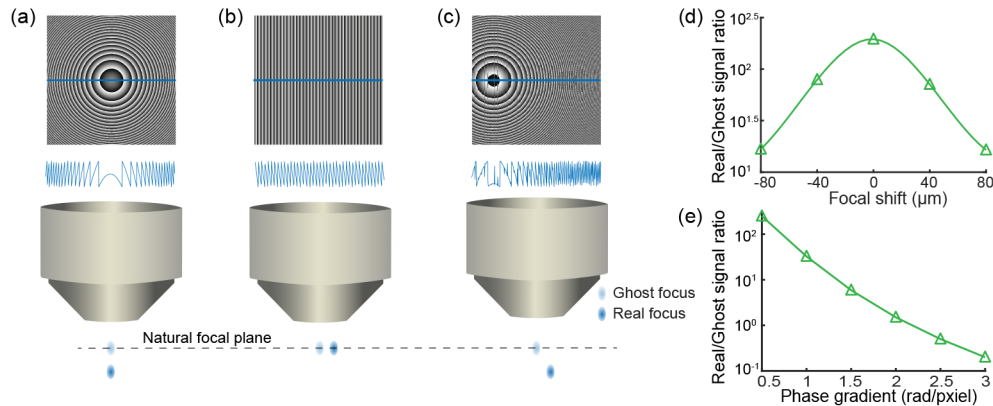 (a)
(b)
(c)
Ghost focus
Real focus
Natural focal plane
(d)
Real/Ghost signal ratio
10^2.5
10^2
10^1.5
10^1
-80 -40 0 40 80
Focal shift (µm)
(e)
Real/Ghost signal ratio
10^2
10^1
10^0
10^-1
0.5 1 1.5 2 2.5 3
Phase gradient (rad/pxiel)